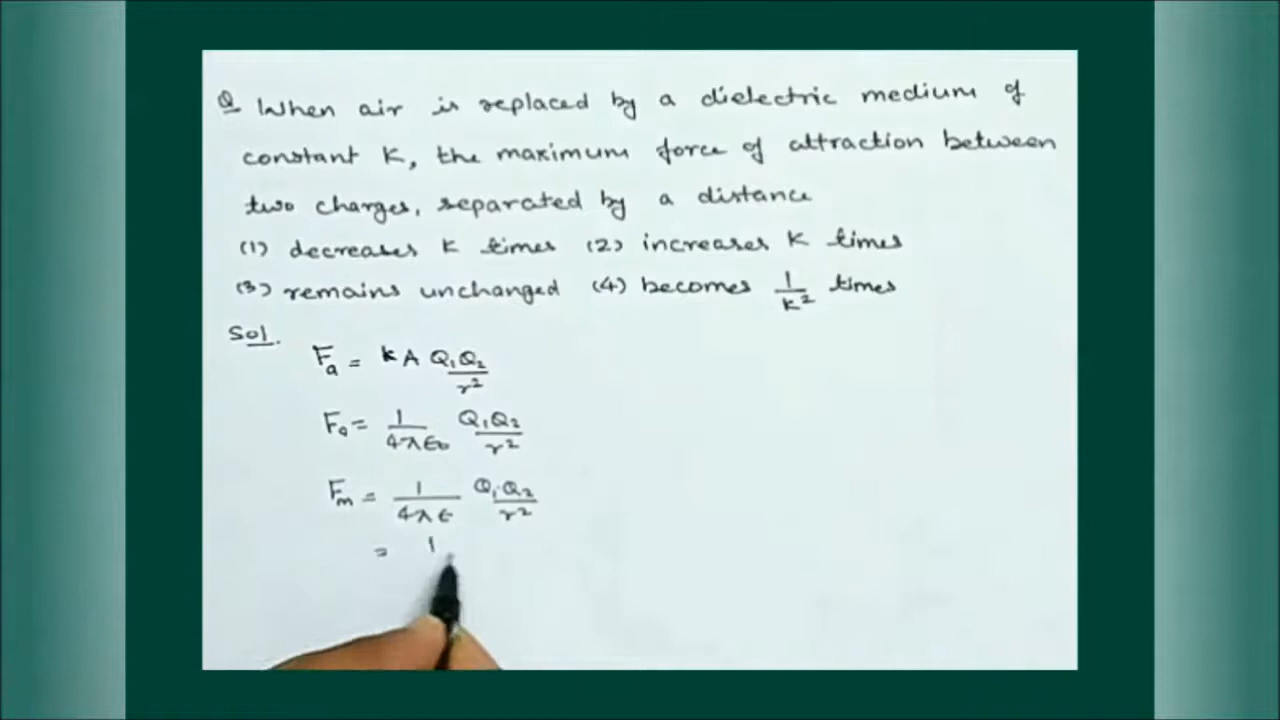 Q When air is replaced by a dielectric medium of
constant K, the maximum force of attraction between
two charges, separated by a distance
(1) decreases K times (2) increases K times
(3) remains unchanged (4) becomes 1/K² times
Sol.
Fa = KA Q₁Q₂/r²
Fa = 1/4πε₀ Q₁Q₂/r²
Fm = 1/4πε Q₁Q₂/r²
= 1